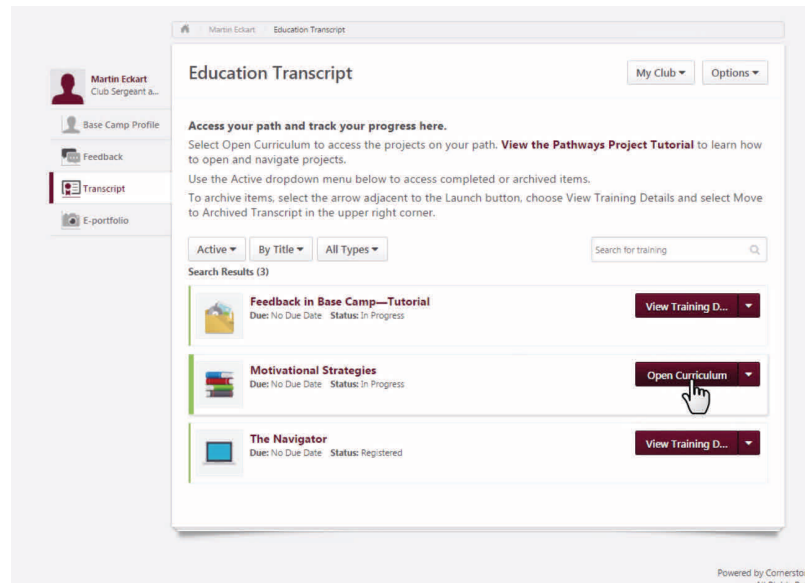 Martin Eckart Education Transcript
Martin Eckart
Club Sergeant a...
Base Camp Profile
Feedback
Transcript
E-portfolio
Education Transcript
My Club
Options
Access your path and track your progress here.
Select Open Curriculum to access the projects on your path. View the Pathways Project Tutorial to learn how
to open and navigate projects.
Use the Active dropdown menu below to access completed or archived items.
To archive items, select the arrow adjacent to the Launch button, choose View Training Details and select Move
to Archived Transcript in the upper right corner.
Active By Title All Types
Search for training
Search Results (3)
Feedback in Base Camp—Tutorial
Due: No Due Date Status: In Progress
View Training D...
Motivational Strategies
Due: No Due Date Status: In Progress
Open Curriculum
The Navigator
Due: No Due Date Status: Registered
View Training D...
Powered by Cornersto